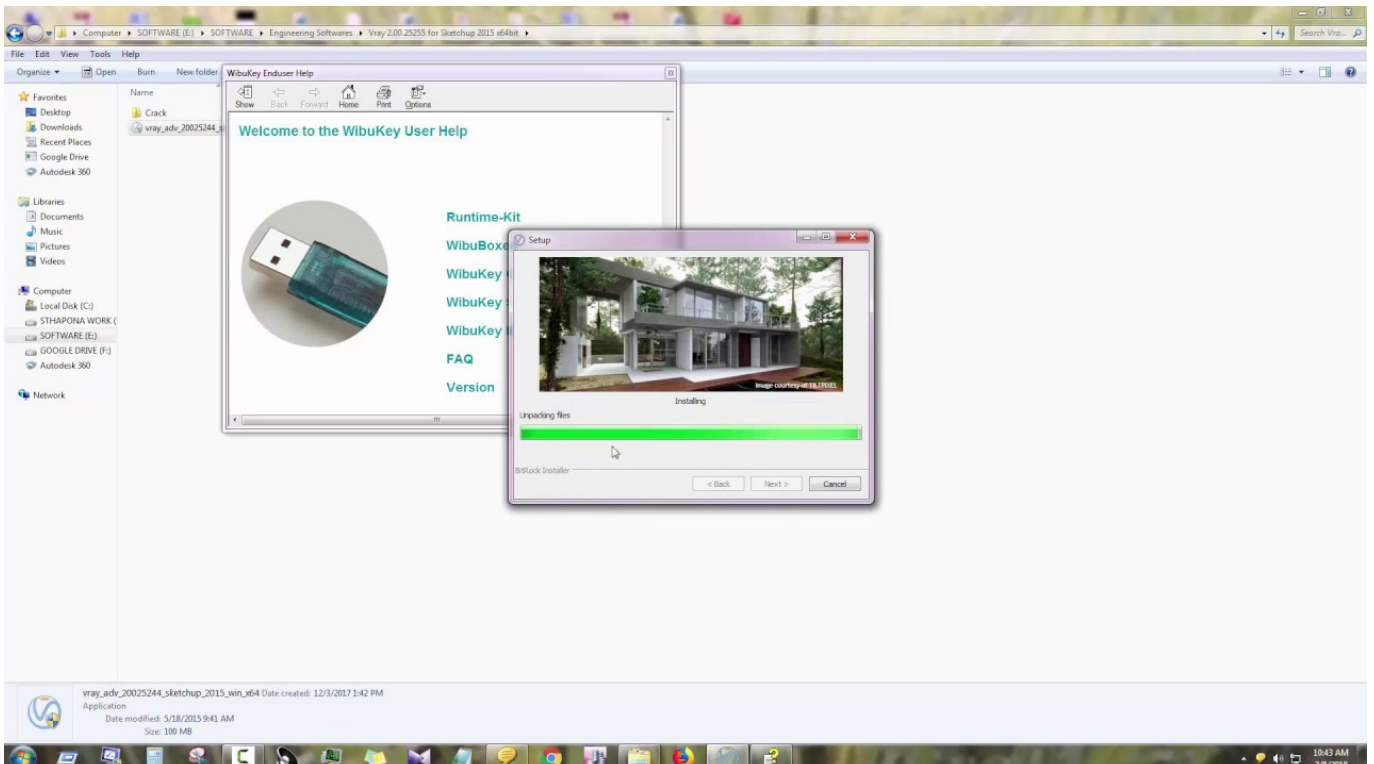 Computer ▸ SOFTWARE (E:) ▸ SOFTWARE ▸ Engineering Softwares ▸ Vray 2.00.25255 for Sketchup 2015 x64bit ▸
Search Vra...
File Edit View Tools Help
Organize Open Burn New folder
Favorites
Desktop
Downloads
Recent Places
Google Drive
Autodesk 360
Libraries
Documents
Music
Pictures
Videos
Computer
Local Disk (C:)
STHAPONA WORK (
SOFTWARE (E:)
GOOGLE DRIVE (F:)
Autodesk 360
Network
Name
Crack
vray_adv_20025244_s
WibuKey Enduser Help
Show Back Forward Home Print Options
Welcome to the WibuKey User Help
Runtime-Kit
WibuBoxe
WibuKey
WibuKey
WibuKey
FAQ
Version
Setup
Image courtesy of TILTPIXEL
Installing
Unpacking files
BitRock Installer
< Back Next > Cancel
vray_adv_20025244_sketchup_2015_win_x64 Date created: 12/3/2017 1:42 PM
Application
Date modified: 5/18/2015 9:41 AM
Size: 100 MB
10:43 AM